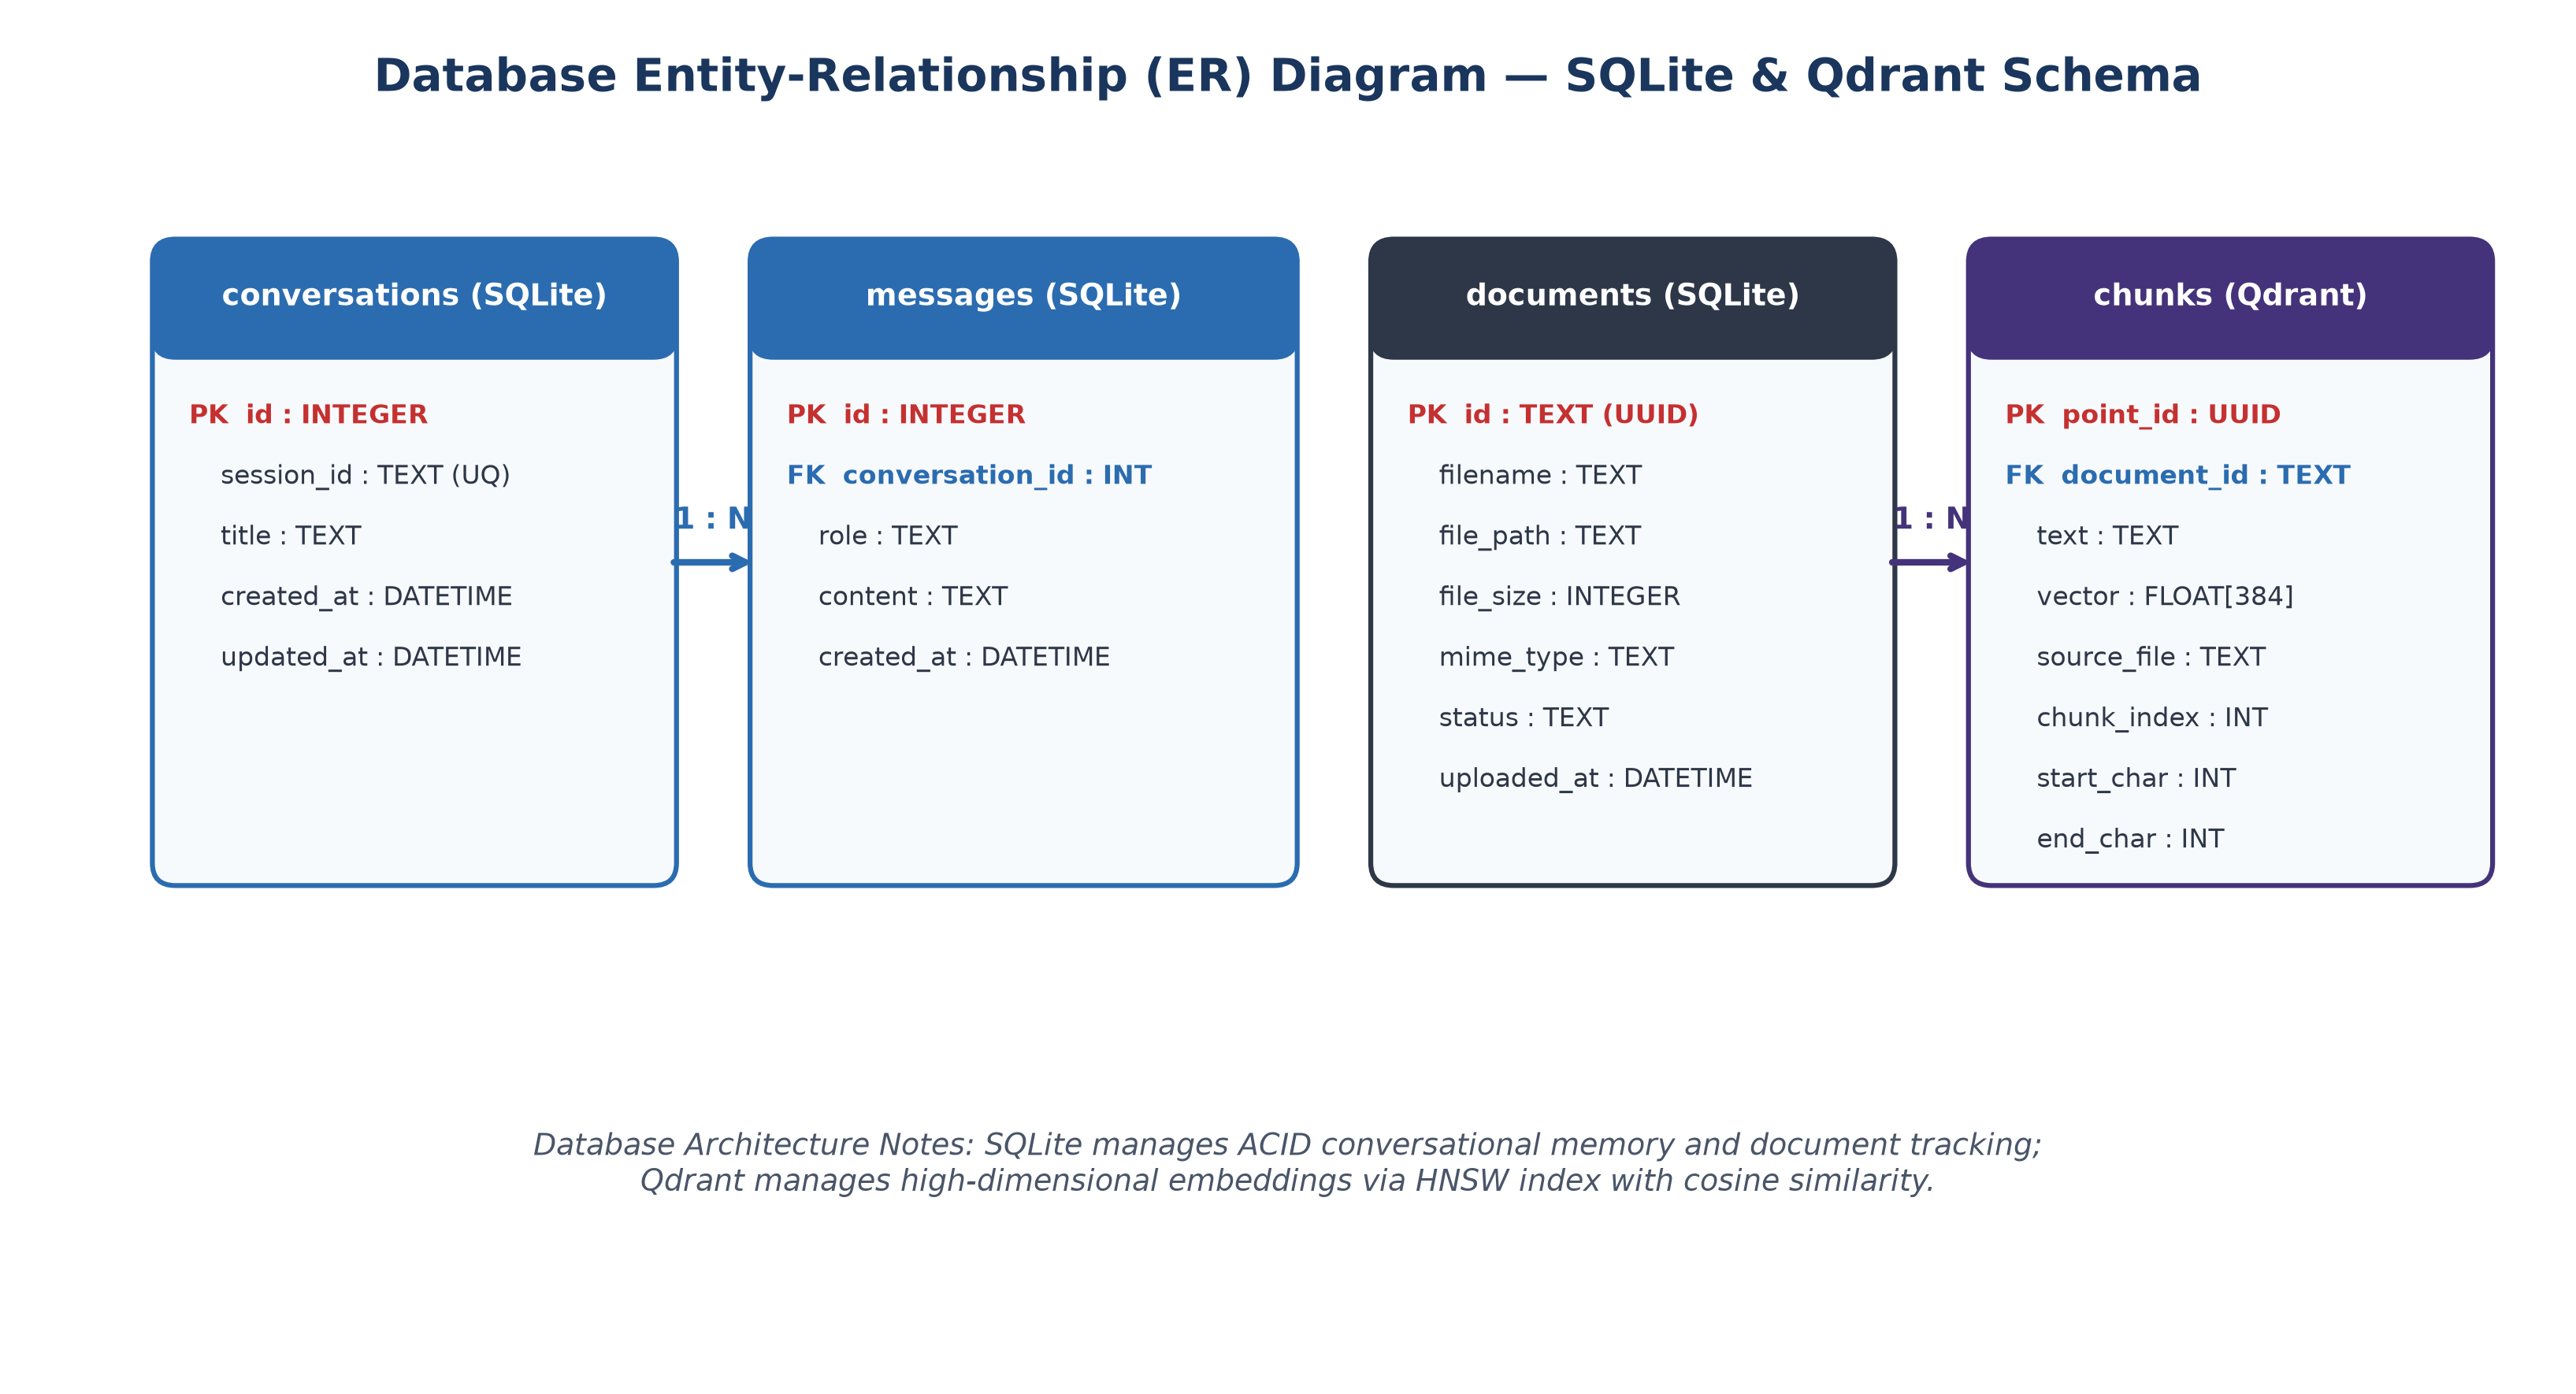 Database Entity-Relationship (ER) Diagram — SQLite & Qdrant Schema
conversations (SQLite)
PK id : INTEGER
session_id : TEXT (UQ)
title : TEXT
created_at : DATETIME
updated_at : DATETIME
1 : N
messages (SQLite)
PK id : INTEGER
FK conversation_id : INT
role : TEXT
content : TEXT
created_at : DATETIME
documents (SQLite)
PK id : TEXT (UUID)
filename : TEXT
file_path : TEXT
file_size : INTEGER
mime_type : TEXT
status : TEXT
uploaded_at : DATETIME
1 : N
chunks (Qdrant)
PK point_id : UUID
FK document_id : TEXT
text : TEXT
vector : FLOAT[384]
source_file : TEXT
chunk_index : INT
start_char : INT
end_char : INT
Database Architecture Notes: SQLite manages ACID conversational memory and document tracking;
Qdrant manages high-dimensional embeddings via HNSW index with cosine similarity.